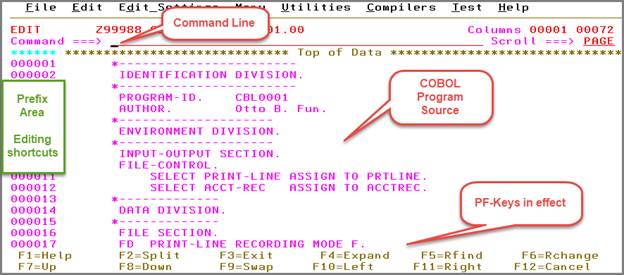 File Edit Edit_Settings Menu Utilities Compilers Test Help
Command Line
EDIT Z99988 01.00 Columns 00001 00072
Command ===> Scroll ===> PAGE
****** ***************************** Top of Data *****************************
000001 *-----------------------
000002 IDENTIFICATION DIVISION.
*-----------------------
PROGRAM-ID. CBL0001
AUTHOR. Otto B. Fun.
*--------------------
ENVIRONMENT DIVISION.
*--------------------
INPUT-OUTPUT SECTION.
FILE-CONTROL.
000011 SELECT PRINT-LINE ASSIGN TO PRTLINE.
000012 SELECT ACCT-REC ASSIGN TO ACCTREC.
000013 *-------------
000014 DATA DIVISION.
000015 *-------------
000016 FILE SECTION.
000017 FD PRINT-LINE RECORDING MODE F.
Prefix
Area
Editing
shortcuts
COBOL
Program
Source
PF-Keys in effect
F1=Help F2=Split F3=Exit F4=Expand F5=Rfind F6=Rchange
F7=Up F8=Down F9=Swap F10=Left F11=Right F12=Cancel